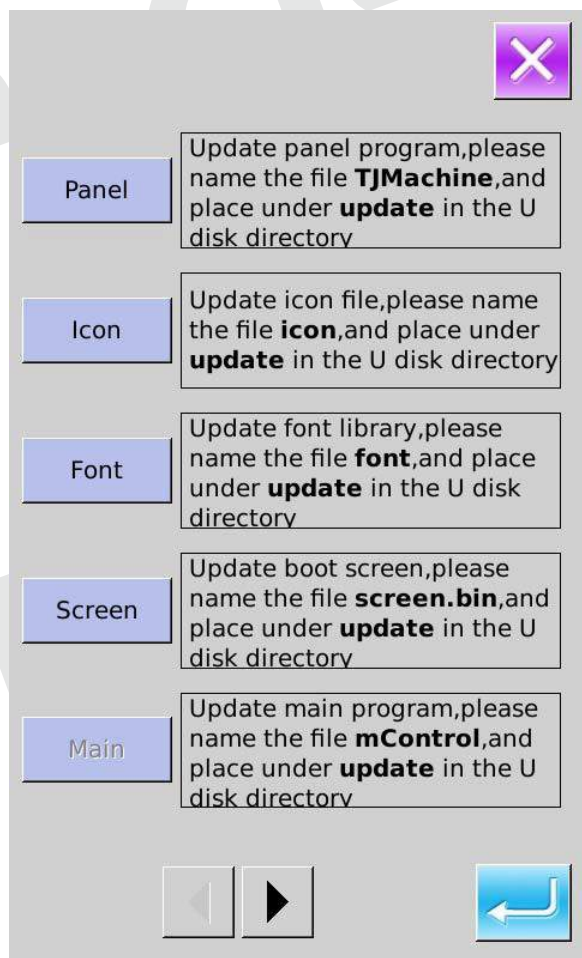 Panel
Update panel program,please
name the file TJMachine,and
place under update in the U
disk directory
Icon
Update icon file,please name
the file icon,and place under
update in the U disk directory
Font
Update font library,please
name the file font,and place
under update in the U disk
directory
Screen
Update boot screen,please
name the file screen.bin,and
place under update in the U
disk directory
Main
Update main program,please
name the file mControl,and
place under update in the U
disk directory